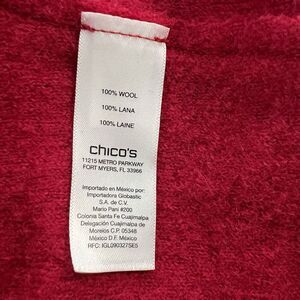 100% WOOL
100% LANA
100% LAINE
chico's
11215 METRO PARKWAY
FORT MYERS, FL 33966
Importado en México por:
Importadora Globastic
S.A. de C.V.
Mario Pani #200
Colonia Santa Fe Cuajimalpa
Delegación Cuajimalpa de
Morelos C.P. 05348
México D.F. México
RFC: IGL090327SE5